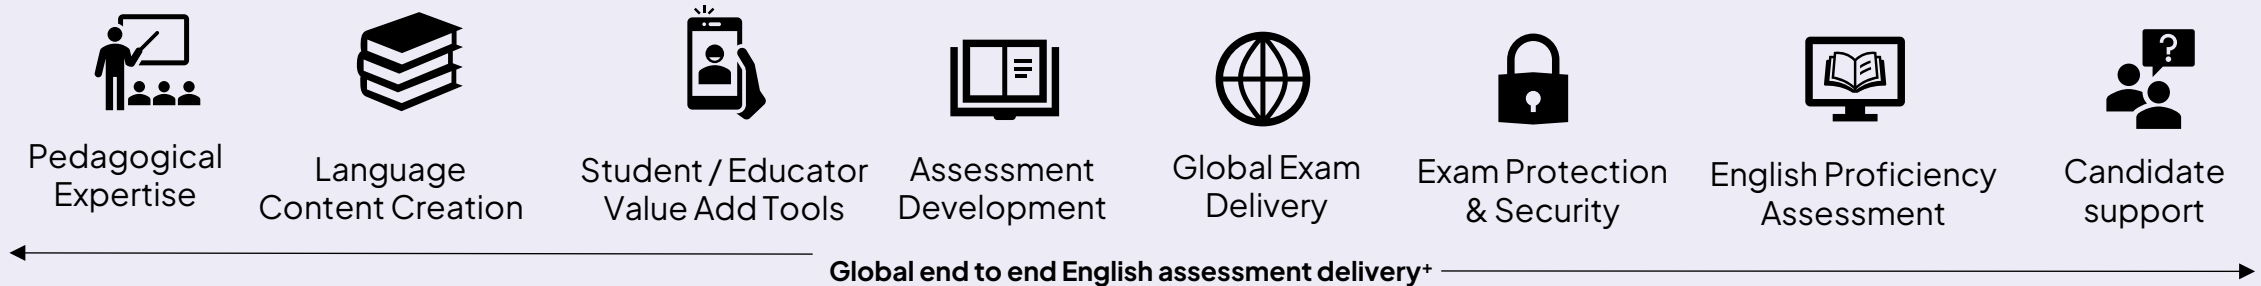 Pedagogical
Expertise
Language
Content Creation
Student / Educator
Value Add Tools
Assessment
Development
Global Exam
Delivery
Exam Protection
& Security
English Proficiency
Assessment
Candidate
support
Global end to end English assessment delivery⁺